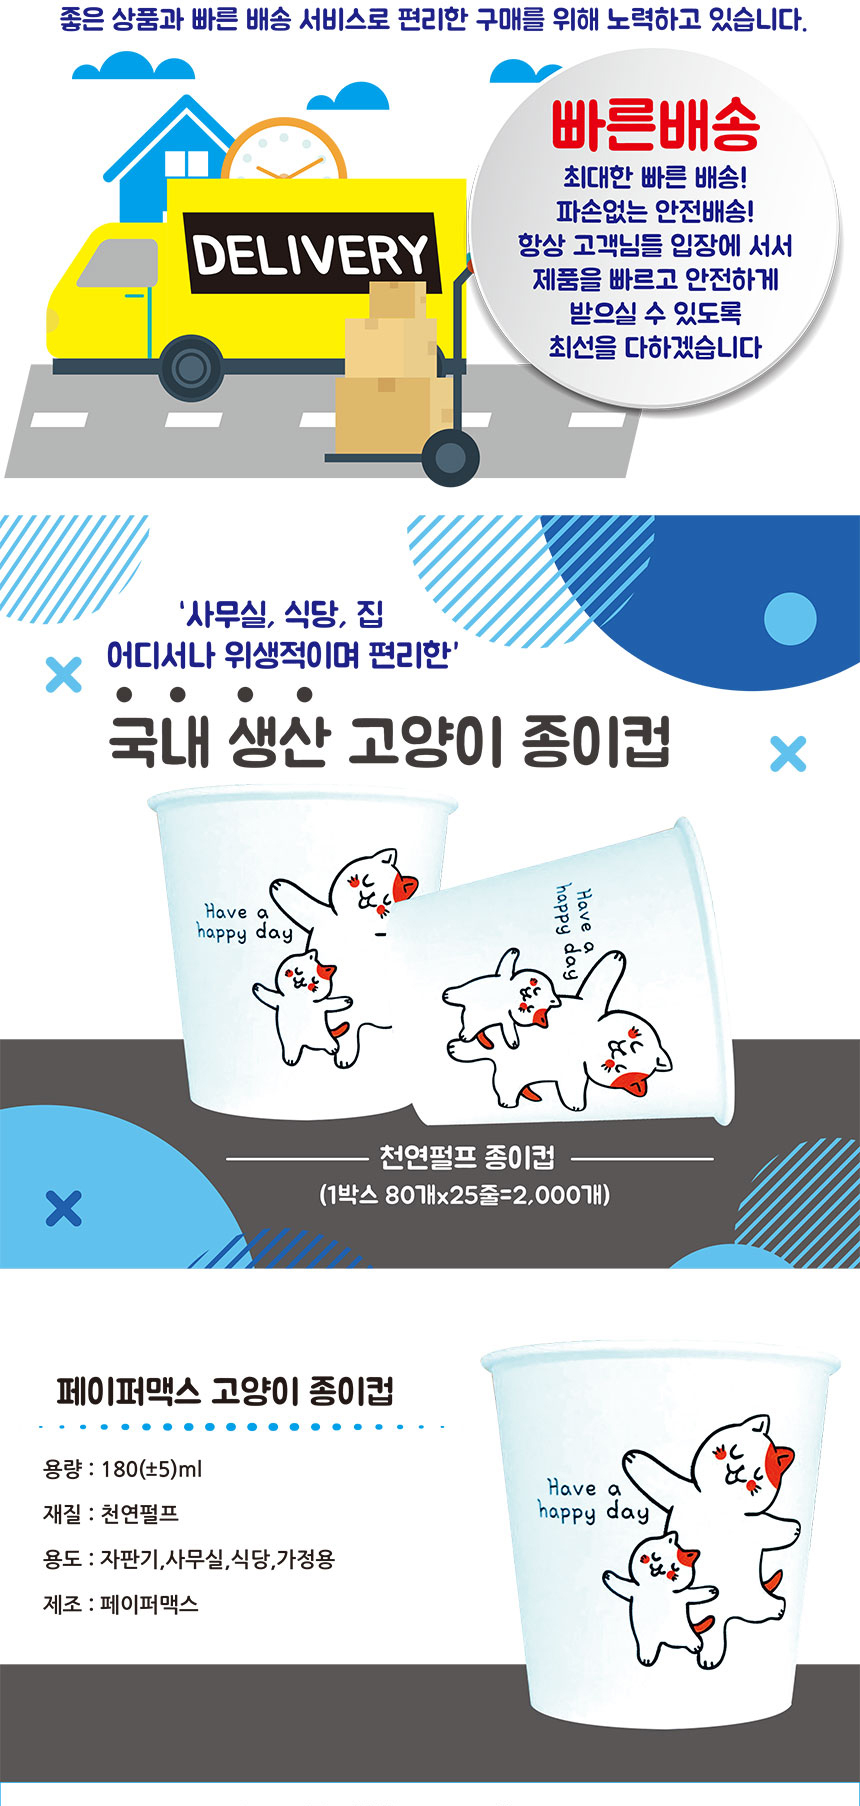 좋은 상품과 빠른 배송 서비스로 편리한 구매를 위해 노력하고 있습니다.
빠른배송
최대한 빠른 배송!
파손없는 안전배송!
항상 고객님들 입장에 서서
제품을 빠르고 안전하게
받으실 수 있도록
최선을 다하겠습니다
DELIVERY
'사무실, 식당, 집
어디서나 위생적이며 편리한'
국내 생산 고양이 종이컵
Have a
happy day
Have a
happy day
천연펄프 종이컵
(1박스 80개x25줄=2,000개)
페이퍼맥스 고양이 종이컵
용량 : 180(±5)ml
재질 : 천연펄프
용도 : 자판기,사무실,식당,가정용
제조 : 페이퍼맥스
Have a
happy day